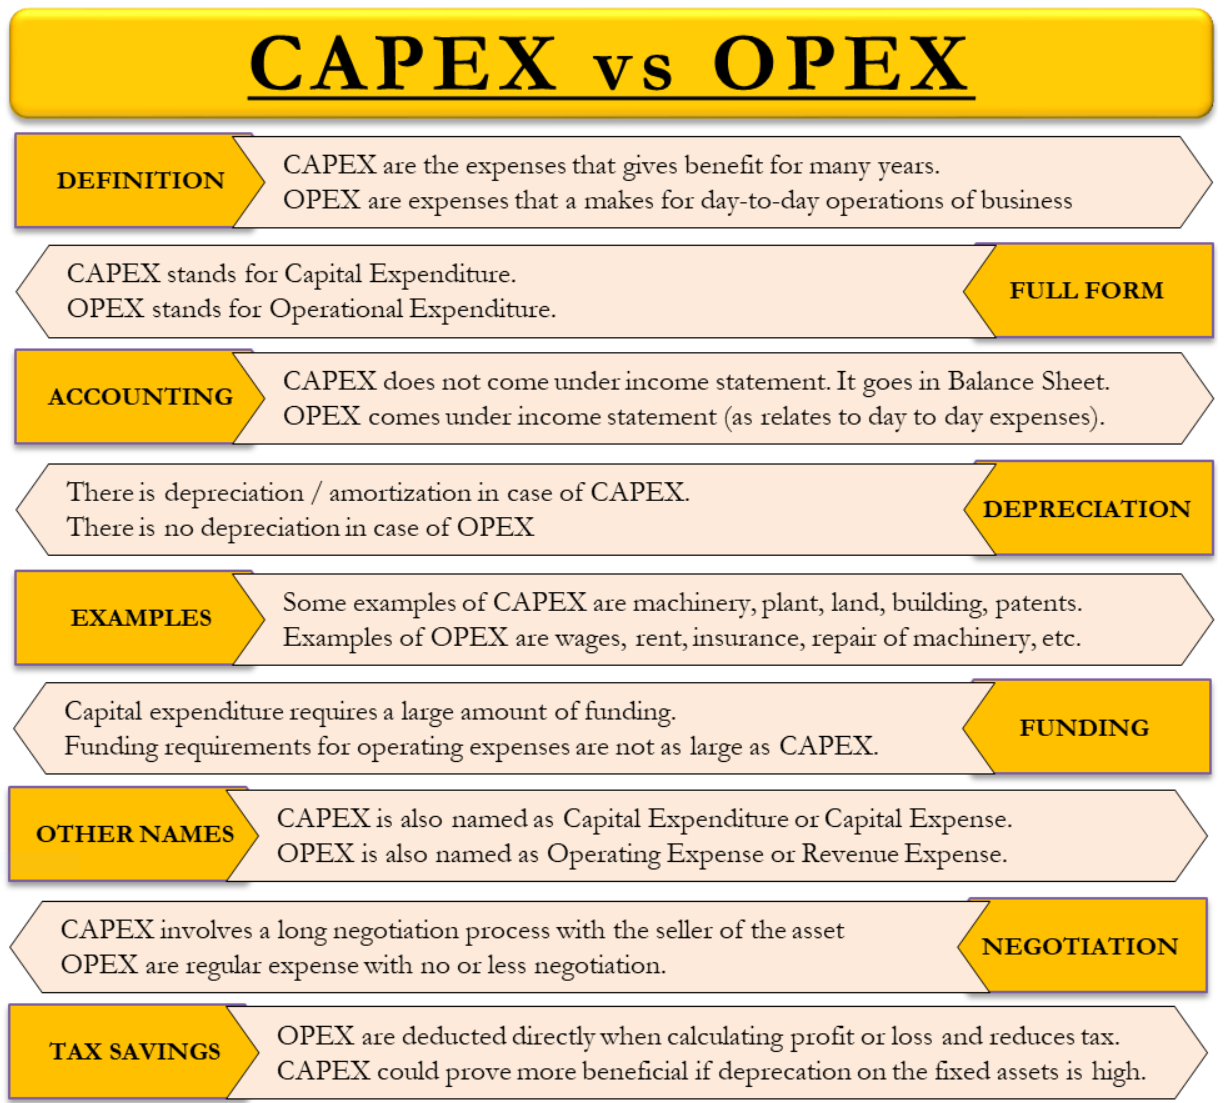 CAPEX vs OPEX
DEFINITION
CAPEX are the expenses that gives benefit for many years.
OPEX are expenses that a makes for day-to-day operations of business
CAPEX stands for Capital Expenditure.
OPEX stands for Operational Expenditure.
FULL FORM
ACCOUNTING
CAPEX does not come under income statement. It goes in Balance Sheet.
OPEX comes under income statement (as relates to day to day expenses).
There is depreciation / amortization in case of CAPEX.
There is no depreciation in case of OPEX
DEPRECIATION
EXAMPLES
Some examples of CAPEX are machinery, plant, land, building, patents.
Examples of OPEX are wages, rent, insurance, repair of machinery, etc.
Capital expenditure requires a large amount of funding.
Funding requirements for operating expenses are not as large as CAPEX.
FUNDING
OTHER NAMES
CAPEX is also named as Capital Expenditure or Capital Expense.
OPEX is also named as Operating Expense or Revenue Expense.
CAPEX involves a long negotiation process with the seller of the asset
OPEX are regular expense with no or less negotiation.
NEGOTIATION
TAX SAVINGS
OPEX are deducted directly when calculating profit or loss and reduces tax.
CAPEX could prove more beneficial if deprecation on the fixed assets is high.